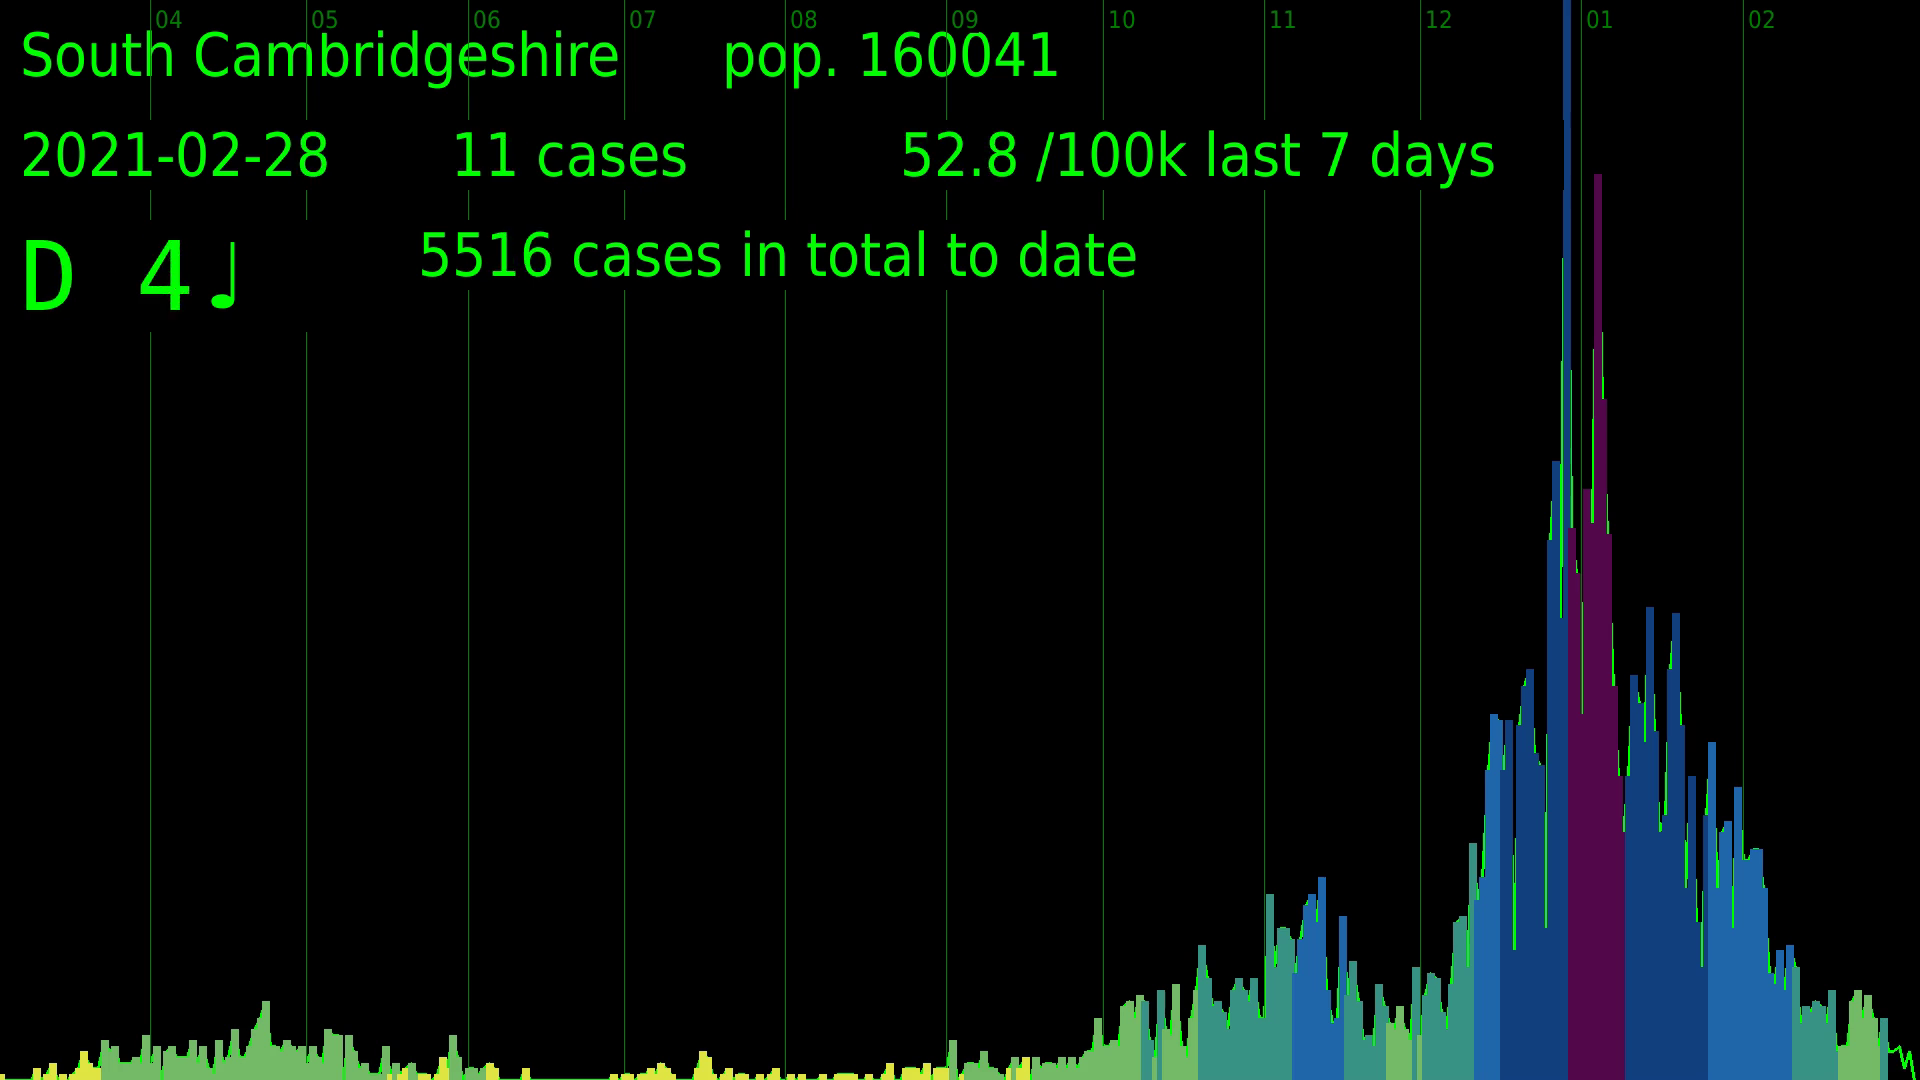 04 05 06 07 08 09 10 11 12 01 02
South Cambridgeshire pop. 160041
2021-02-28 11 cases 52.8 /100k last 7 days
D 4♩ 5516 cases in total to date